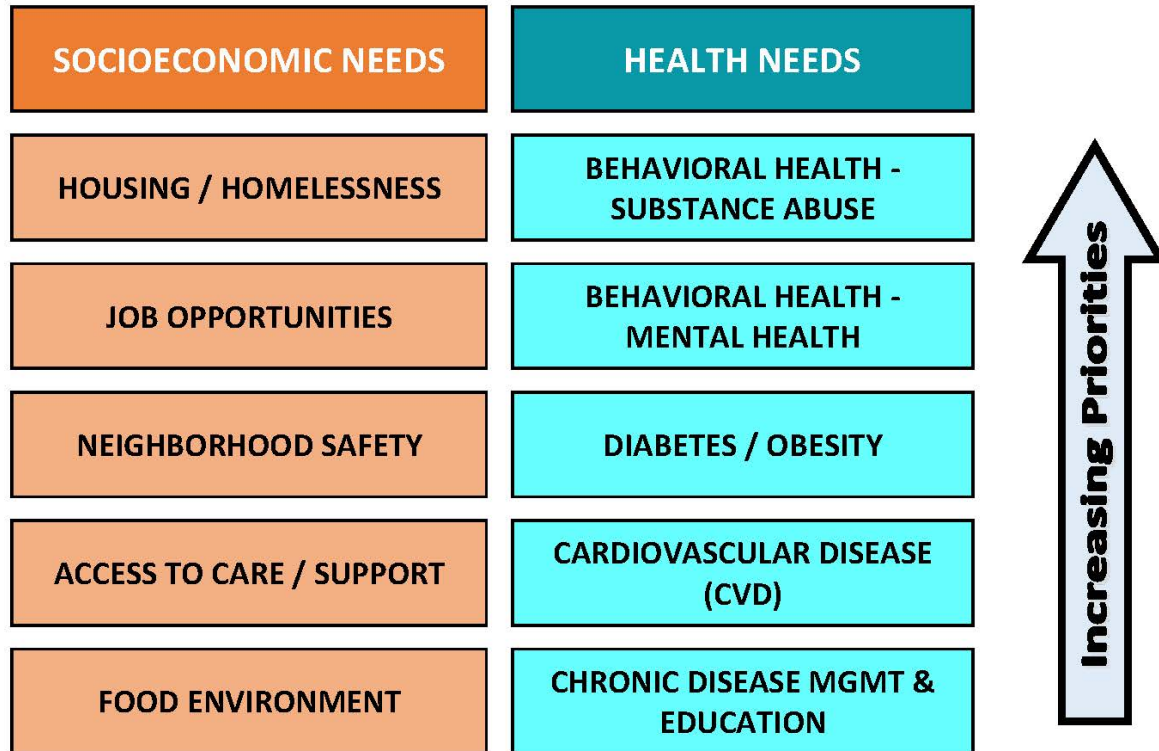 SOCIOECONOMIC NEEDS
HEALTH NEEDS
HOUSING / HOMELESSNESS
BEHAVIORAL HEALTH -
SUBSTANCE ABUSE
JOB OPPORTUNITIES
BEHAVIORAL HEALTH -
MENTAL HEALTH
NEIGHBORHOOD SAFETY
DIABETES / OBESITY
ACCESS TO CARE / SUPPORT
CARDIOVASCULAR DISEASE
(CVD)
FOOD ENVIRONMENT
CHRONIC DISEASE MGMT &
EDUCATION
Increasing Priorities